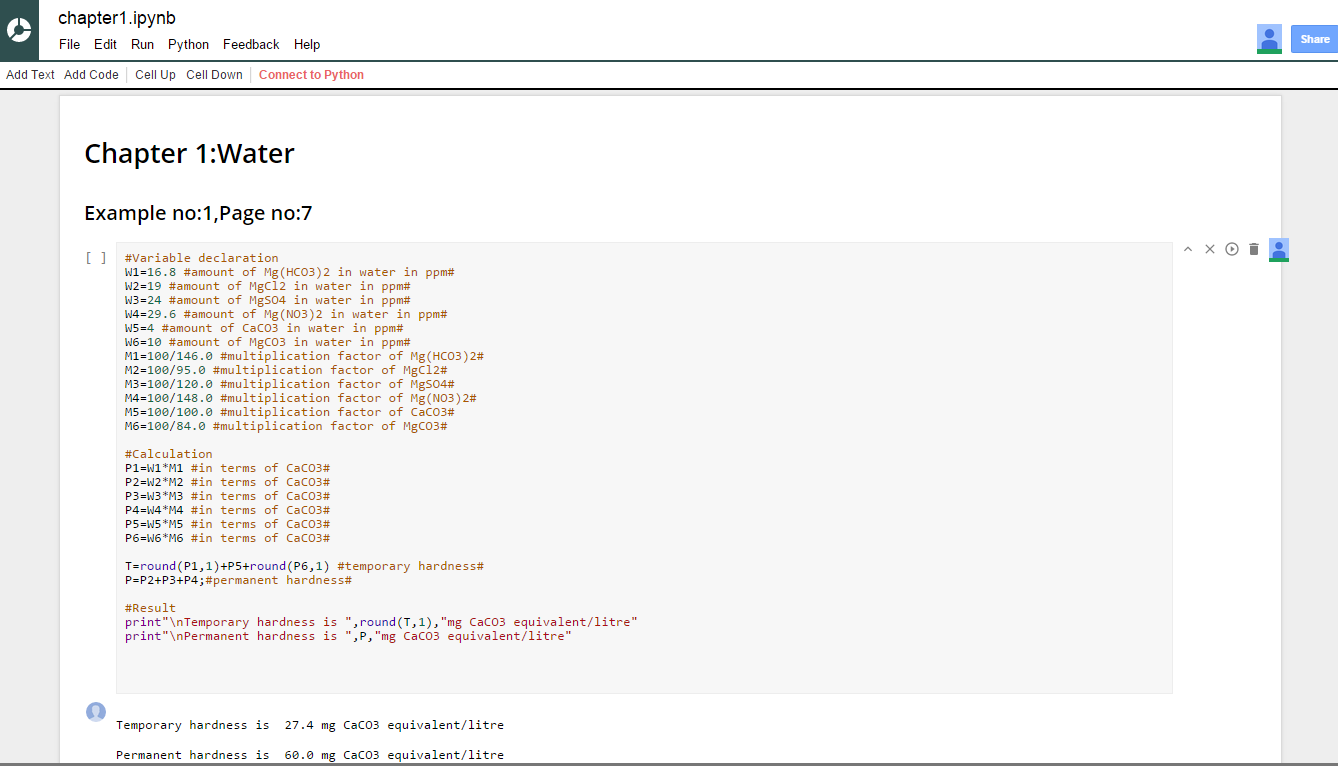 chapter1.ipynb
File Edit Run Python Feedback Help
Share
Add Text Add Code Cell Up Cell Down Connect to Python
Chapter 1:Water
Example no:1,Page no:7
[ ]
#Variable declaration
W1=16.8 #amount of Mg(HCO3)2 in water in ppm#
W2=19 #amount of MgCl2 in water in ppm#
W3=24 #amount of MgSO4 in water in ppm#
W4=29.6 #amount of Mg(NO3)2 in water in ppm#
W5=4 #amount of CaCO3 in water in ppm#
W6=10 #amount of MgCO3 in water in ppm#
M1=100/146.0 #multiplication factor of Mg(HCO3)2#
M2=100/95.0 #multiplication factor of MgCl2#
M3=100/120.0 #multiplication factor of MgSO4#
M4=100/148.0 #multiplication factor of Mg(NO3)2#
M5=100/100.0 #multiplication factor of CaCO3#
M6=100/84.0 #multiplication factor of MgCO3#
#Calculation
P1=W1*M1 #in terms of CaCO3#
P2=W2*M2 #in terms of CaCO3#
P3=W3*M3 #in terms of CaCO3#
P4=W4*M4 #in terms of CaCO3#
P5=W5*M5 #in terms of CaCO3#
P6=W6*M6 #in terms of CaCO3#
T=round(P1,1)+P5+round(P6,1) #temporary hardness#
P=P2+P3+P4;#permanent hardness#
#Result
print"\nTemporary hardness is ",round(T,1),"mg CaCO3 equivalent/litre"
print"\nPermanent hardness is ",P,"mg CaCO3 equivalent/litre"
Temporary hardness is  27.4 mg CaCO3 equivalent/litre
Permanent hardness is  60.0 mg CaCO3 equivalent/litre